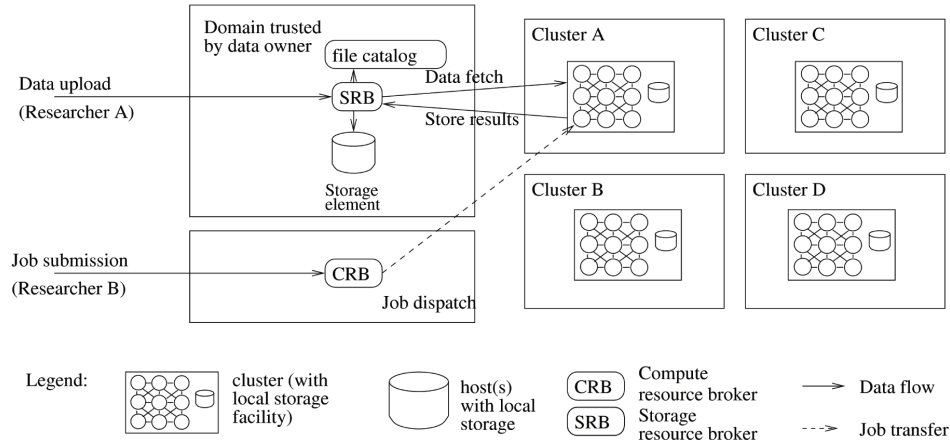 Domain trusted
by data owner
file catalog
Cluster A
Cluster C
Data upload
(Researcher A)
SRB
Data fetch
Store results
Storage
element
Cluster B
Cluster D
Job submission
(Researcher B)
CRB
Job dispatch
Legend:
cluster (with
local storage
facility)
host(s)
with local
storage
CRB
Compute
resource broker
SRB
Storage
resource broker
Data flow
Job transfer